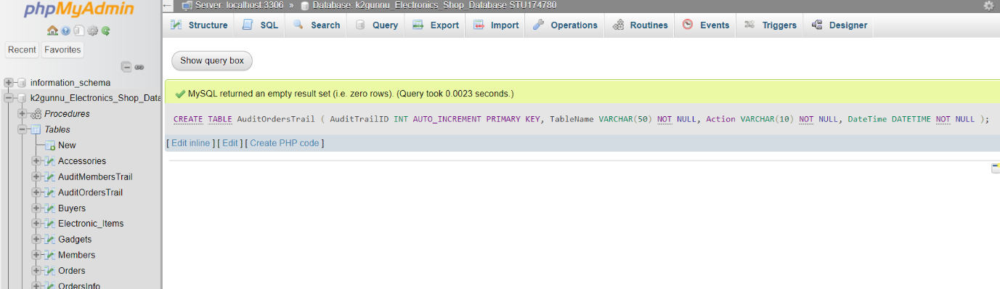 phpMyAdmin
Server: localhost:3306 » Database: k2gunnu_Electronics_Shop_Database STU174780
Structure SQL Search Query Export Import Operations Routines Events Triggers Designer
Recent Favorites
Show query box
information_schema
k2gunnu_Electronics_Shop_Data
Procedures
Tables
New
Accessories
AuditMembersTrail
AuditOrdersTrail
Buyers
Electronic_Items
Gadgets
Members
Orders
OrdersInfo
MySQL returned an empty result set (i.e. zero rows). (Query took 0.0023 seconds.)
CREATE TABLE AuditOrdersTrail ( AuditTrailID INT AUTO_INCREMENT PRIMARY KEY, TableName VARCHAR(50) NOT NULL, Action VARCHAR(10) NOT NULL, DateTime DATETIME NOT NULL );
[ Edit inline ] [ Edit ] [ Create PHP code ]